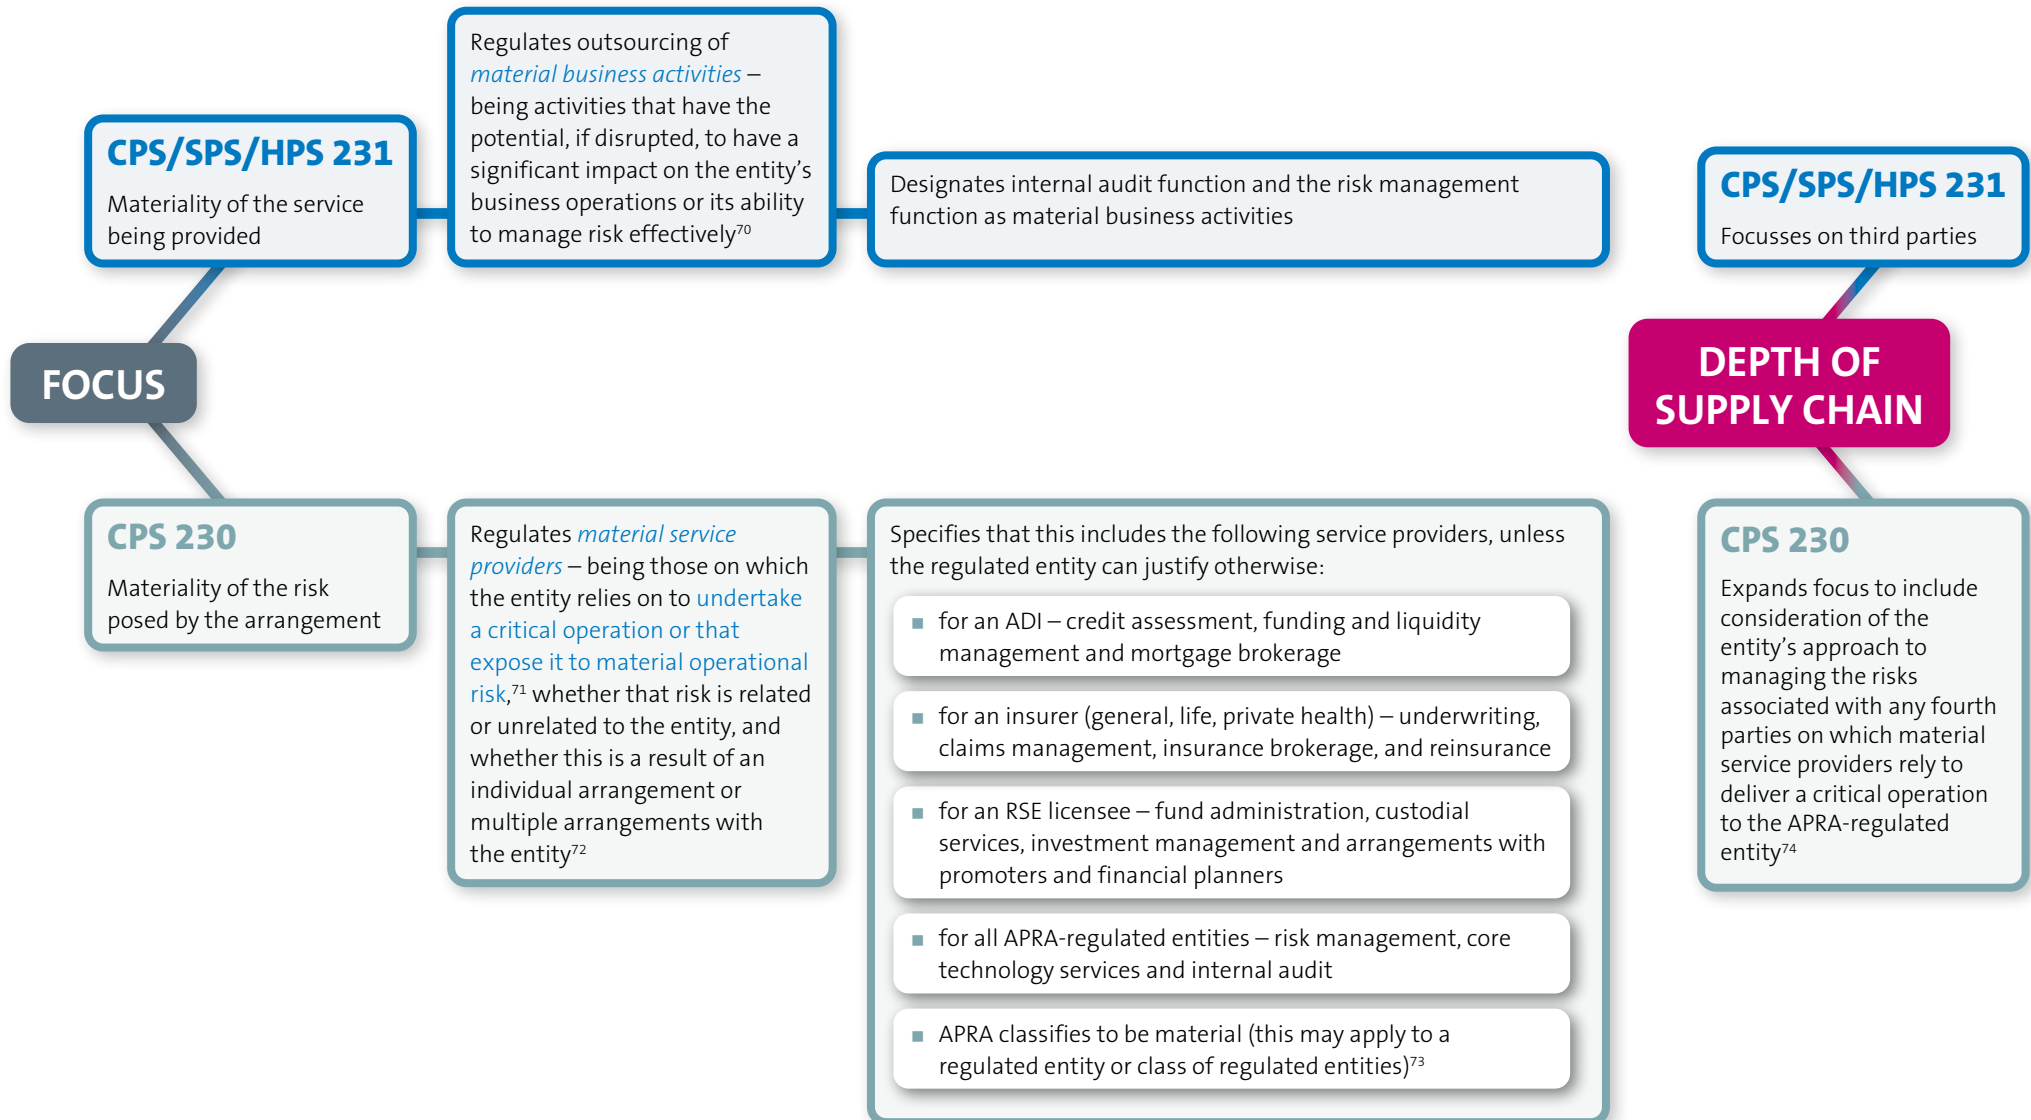 FOCUS
CPS/SPS/HPS 231
Materiality of the service
being provided
Regulates outsourcing of
material business activities –
being activities that have the
potential, if disrupted, to have a
significant impact on the entity’s
business operations or its ability
to manage risk effectively70
Designates internal audit function and the risk management
function as material business activities
CPS 230
Materiality of the risk
posed by the arrangement
Regulates material service
providers – being those on which
the entity relies on to undertake
a critical operation or that
expose it to material operational
risk,71 whether that risk is related
or unrelated to the entity, and
whether this is a result of an
individual arrangement or
multiple arrangements with
the entity72
Specifies that this includes the following service providers, unless
the regulated entity can justify otherwise:
■ for an ADI – credit assessment, funding and liquidity
management and mortgage brokerage
■ for an insurer (general, life, private health) – underwriting,
claims management, insurance brokerage, and reinsurance
■ for an RSE licensee – fund administration, custodial
services, investment management and arrangements with
promoters and financial planners
■ for all APRA-regulated entities – risk management, core
technology services and internal audit
■ APRA classifies to be material (this may apply to a
regulated entity or class of regulated entities)73
DEPTH OF
SUPPLY CHAIN
CPS/SPS/HPS 231
Focusses on third parties
CPS 230
Expands focus to include
consideration of the
entity’s approach to
managing the risks
associated with any fourth
parties on which material
service providers rely to
deliver a critical operation
to the APRA-regulated
entity74